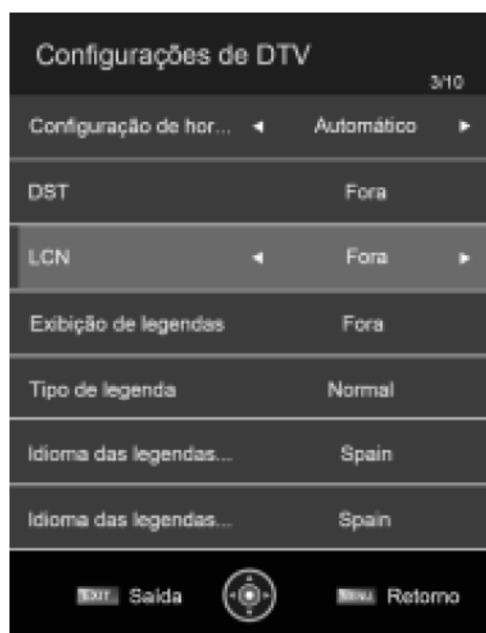 Configurações de DTV
3/10
Configuração de hor... Automático
DST Fora
LCN Fora
Exibição de legendas Fora
Tipo de legenda Normal
Idioma das legendas... Spain
Idioma das legendas... Spain
EXIT Saída MENU Retorno